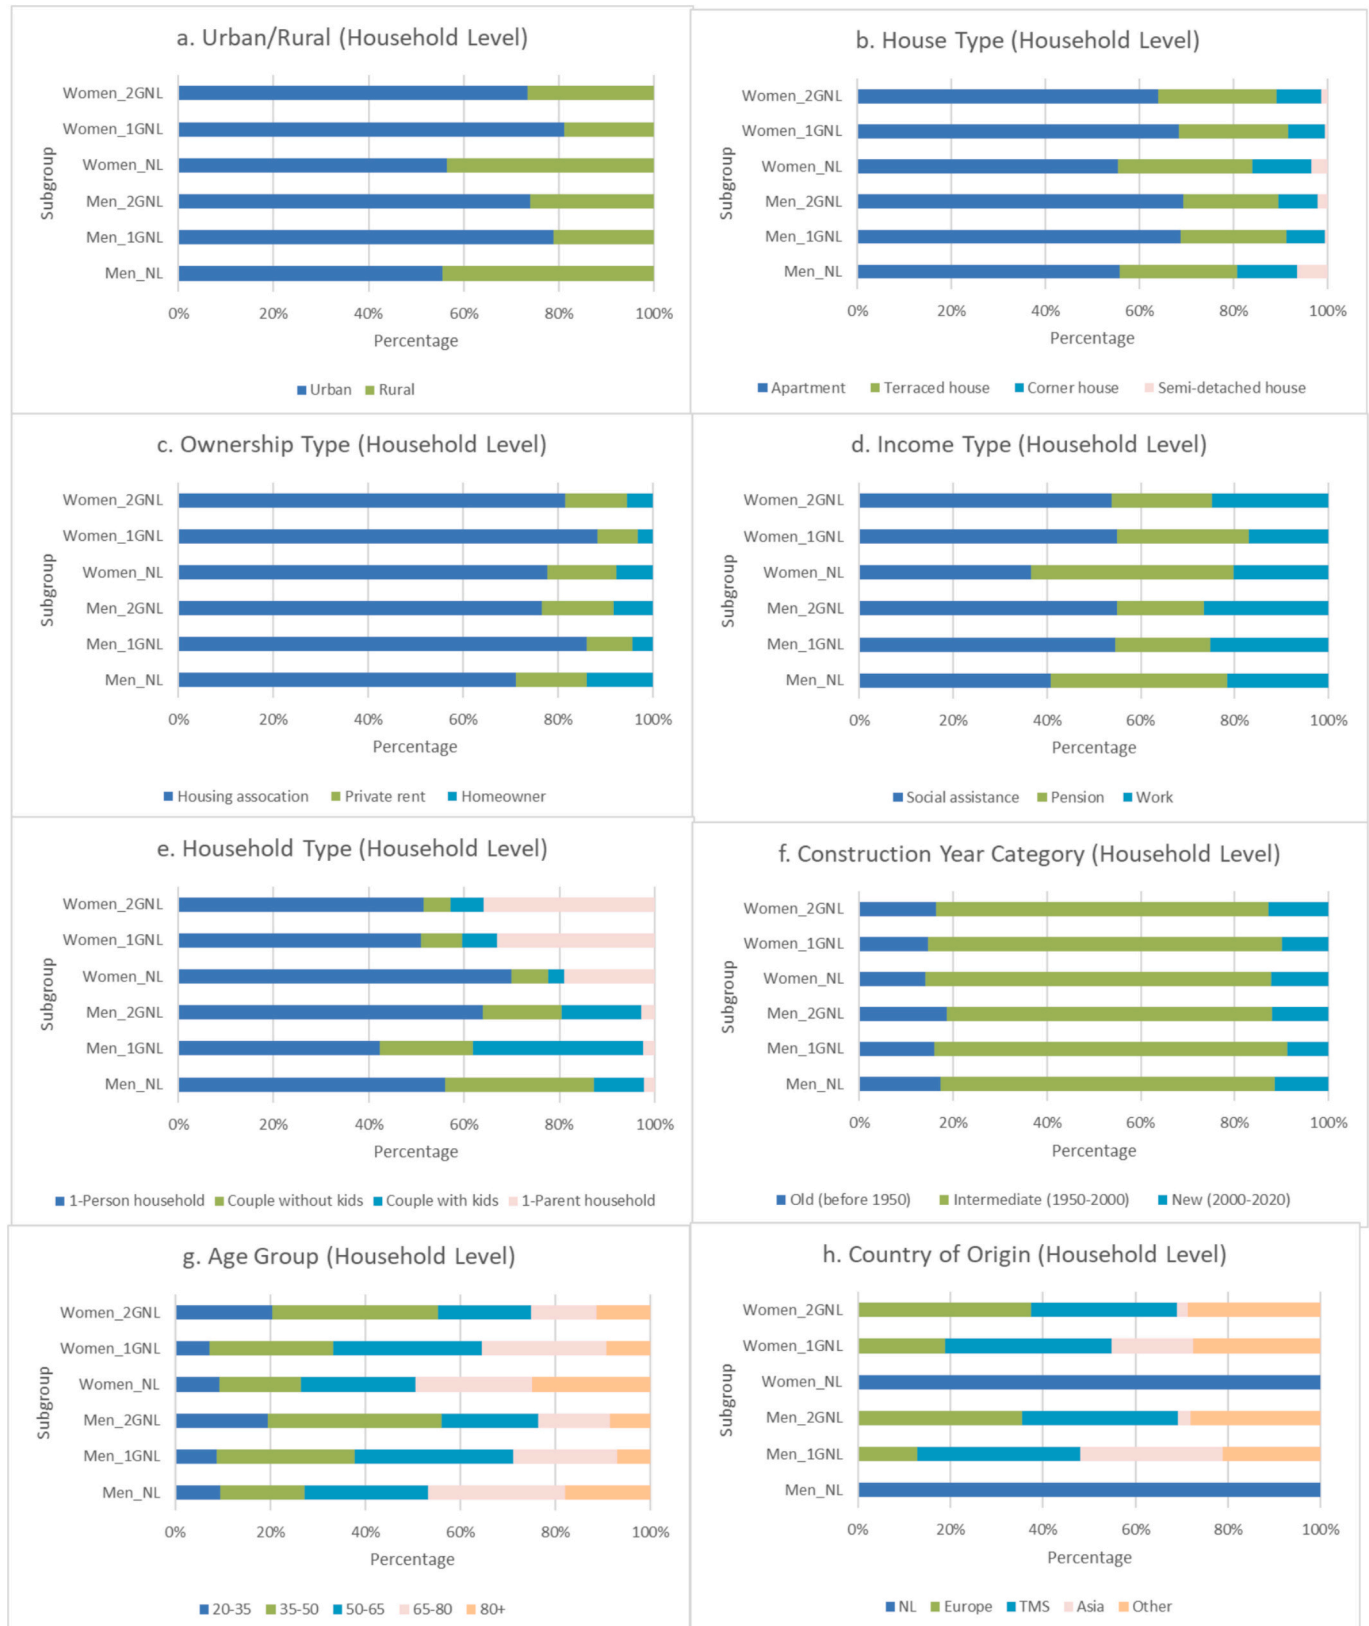 a. Urban/Rural (Household Level)
Subgroup
Women_2GNL
Women_1GNL
Women_NL
Men_2GNL
Men_1GNL
Men_NL
0% 20% 40% 60% 80% 100%
Percentage
Urban Rural
b. House Type (Household Level)
Subgroup
Women_2GNL
Women_1GNL
Women_NL
Men_2GNL
Men_1GNL
Men_NL
0% 20% 40% 60% 80% 100%
Percentage
Apartment Terraced house Corner house Semi-detached house
c. Ownership Type (Household Level)
Subgroup
Women_2GNL
Women_1GNL
Women_NL
Men_2GNL
Men_1GNL
Men_NL
0% 20% 40% 60% 80% 100%
Percentage
Housing assocation Private rent Homeowner
d. Income Type (Household Level)
Subgroup
Women_2GNL
Women_1GNL
Women_NL
Men_2GNL
Men_1GNL
Men_NL
0% 20% 40% 60% 80% 100%
Percentage
Social assistance Pension Work
e. Household Type (Household Level)
Subgroup
Women_2GNL
Women_1GNL
Women_NL
Men_2GNL
Men_1GNL
Men_NL
0% 20% 40% 60% 80% 100%
Percentage
1-Person household Couple without kids Couple with kids 1-Parent household
f. Construction Year Category (Household Level)
Subgroup
Women_2GNL
Women_1GNL
Women_NL
Men_2GNL
Men_1GNL
Men_NL
0% 20% 40% 60% 80% 100%
Percentage
Old (before 1950) Intermediate (1950-2000) New (2000-2020)
g. Age Group (Household Level)
Subgroup
Women_2GNL
Women_1GNL
Women_NL
Men_2GNL
Men_1GNL
Men_NL
0% 20% 40% 60% 80% 100%
Percentage
20-35 35-50 50-65 65-80 80+
h. Country of Origin (Household Level)
Subgroup
Women_2GNL
Women_1GNL
Women_NL
Men_2GNL
Men_1GNL
Men_NL
0% 20% 40% 60% 80% 100%
Percentage
NL Europe TMS Asia Other